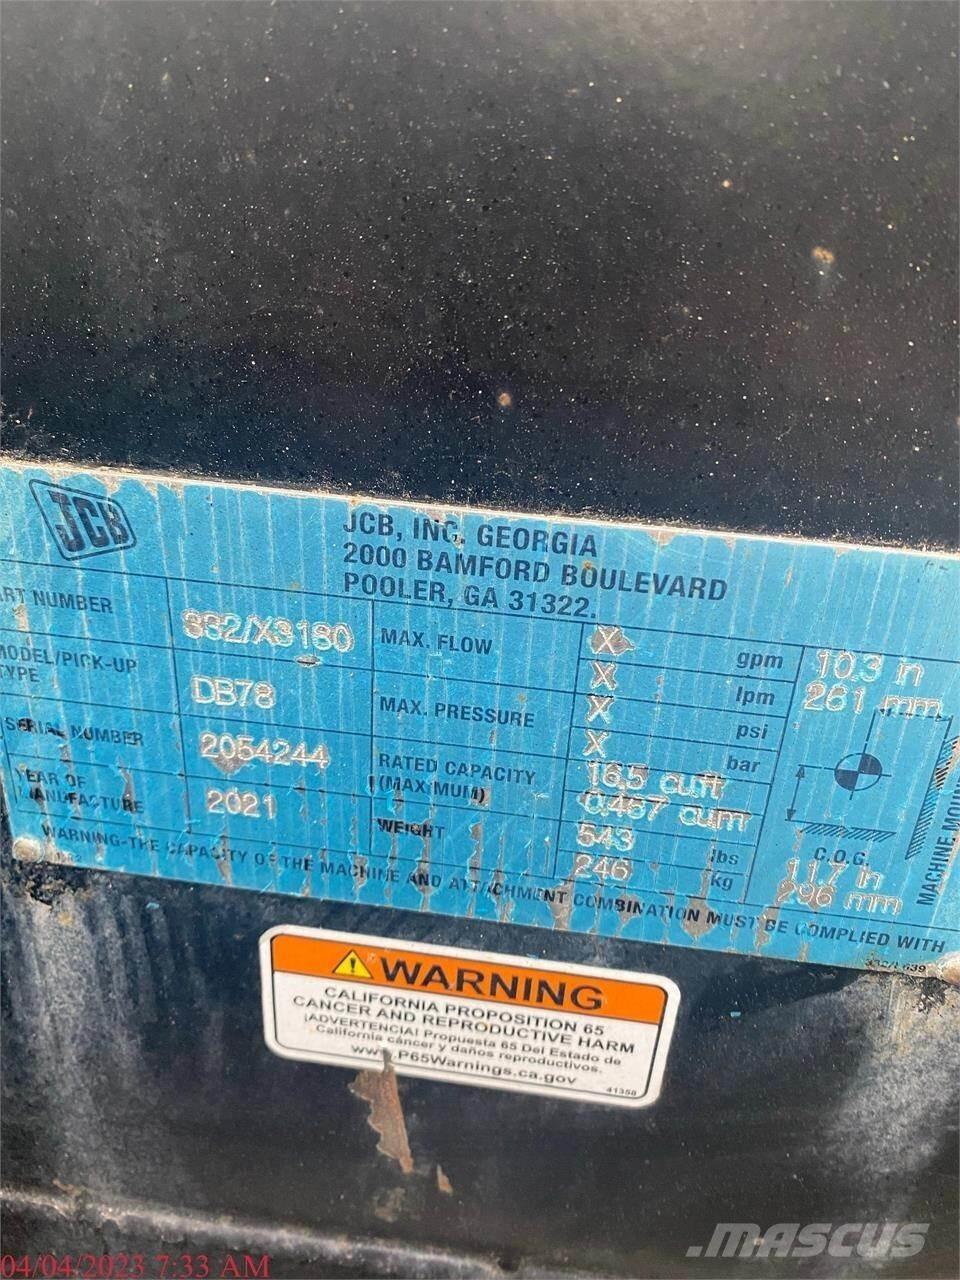 JCB
JCB, INC. GEORGIA
2000 BAMFORD BOULEVARD
POOLER, GA 31322.
ART NUMBER
332/X3180
MODEL/PICK-UP
TYPE
DB78
SERIAL NUMBER
2054244
YEAR OF
MANUFACTURE
2021
MAX. FLOW
X gpm
X lpm
MAX. PRESSURE
X psi
X bar
RATED CAPACITY
(MAXIMUM)
16.5 cu.ft
0.467 cu.m
WEIGHT
543 lbs
246 kg
10.3 in
261 mm
C.O.G.
11.7 in
296 mm
MACHINE MOUN
WARNING-THE CAPACITY OF THE MACHINE AND ATTACHMENT COMBINATION MUST BE COMPLIED WITH
WARNING
CALIFORNIA PROPOSITION 65
CANCER AND REPRODUCTIVE HARM
¡ADVERTENCIA! Propuesta 65 Del Estado de
California cáncer y daños reproductivos.
www.P65Warnings.ca.gov
41358
04/04/2023 7:33 AM
MASCUS